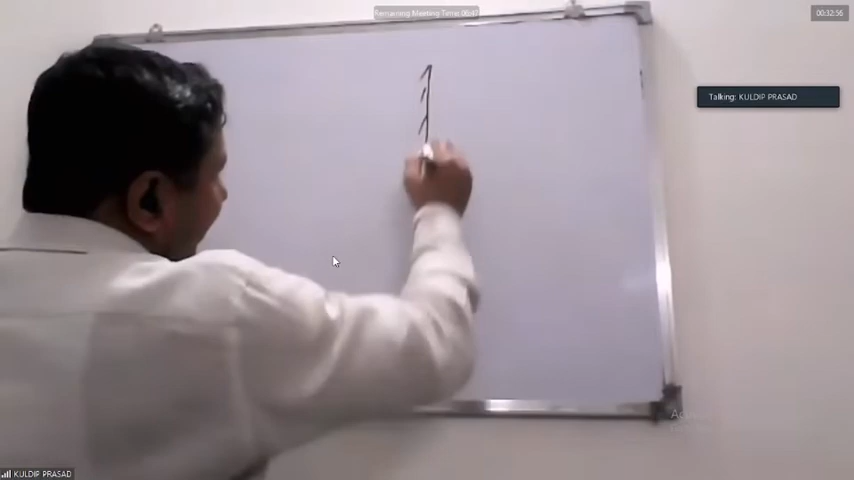 Remaining Meeting Time: 06:47
00:32:56
Talking: KULDIP PRASAD
KULDIP PRASAD